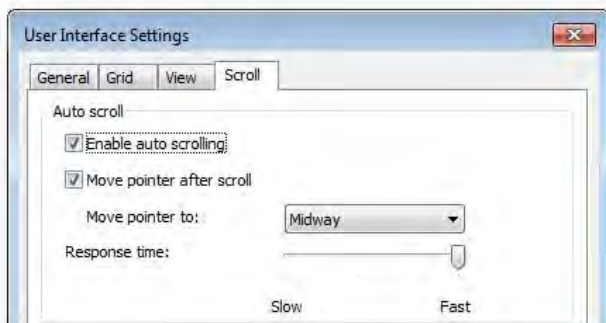 User Interface Settings
General Grid View Scroll
Auto scroll
Enable auto scrolling
Move pointer after scroll
Move pointer to: Midway
Response time:
Slow Fast